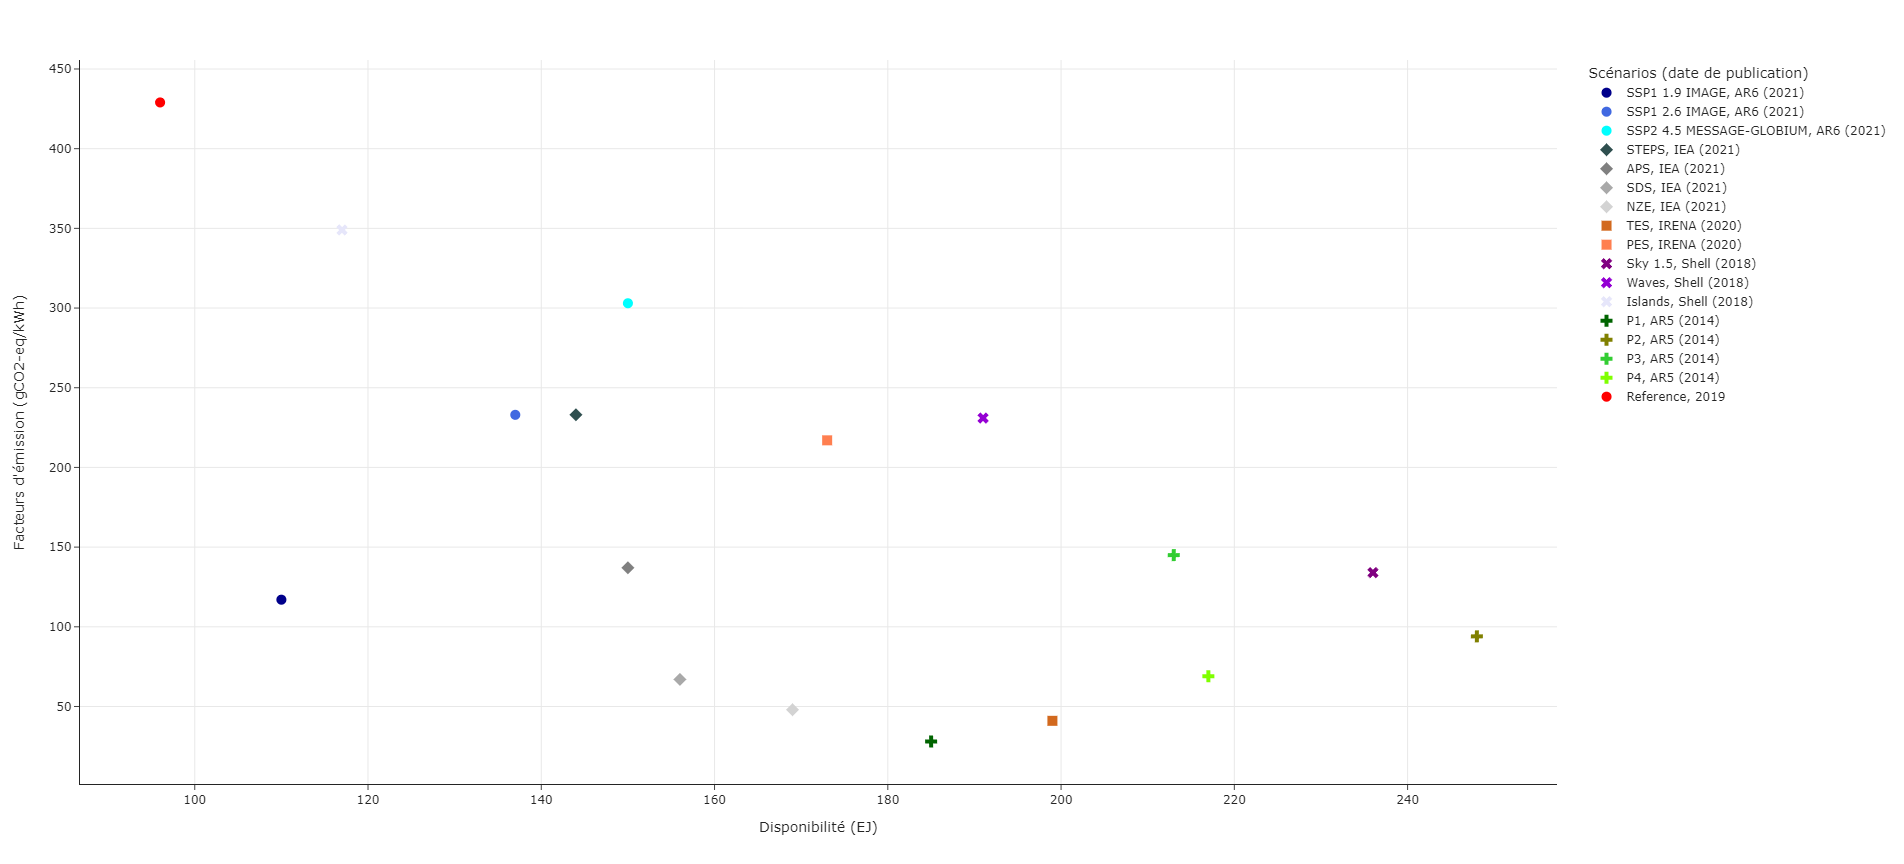 450
400
350
300
250
200
150
100
50
Facteurs d'émission (gCO2-eq/kWh)
100
120
140
160
180
200
220
240
Disponibilité (EJ)
Scénarios (date de publication)
SSP1 1.9 IMAGE, AR6 (2021)
SSP1 2.6 IMAGE, AR6 (2021)
SSP2 4.5 MESSAGE-GLOBIUM, AR6 (2021)
STEPS, IEA (2021)
APS, IEA (2021)
SDS, IEA (2021)
NZE, IEA (2021)
TES, IRENA (2020)
PES, IRENA (2020)
Sky 1.5, Shell (2018)
Waves, Shell (2018)
Islands, Shell (2018)
P1, AR5 (2014)
P2, AR5 (2014)
P3, AR5 (2014)
P4, AR5 (2014)
Reference, 2019